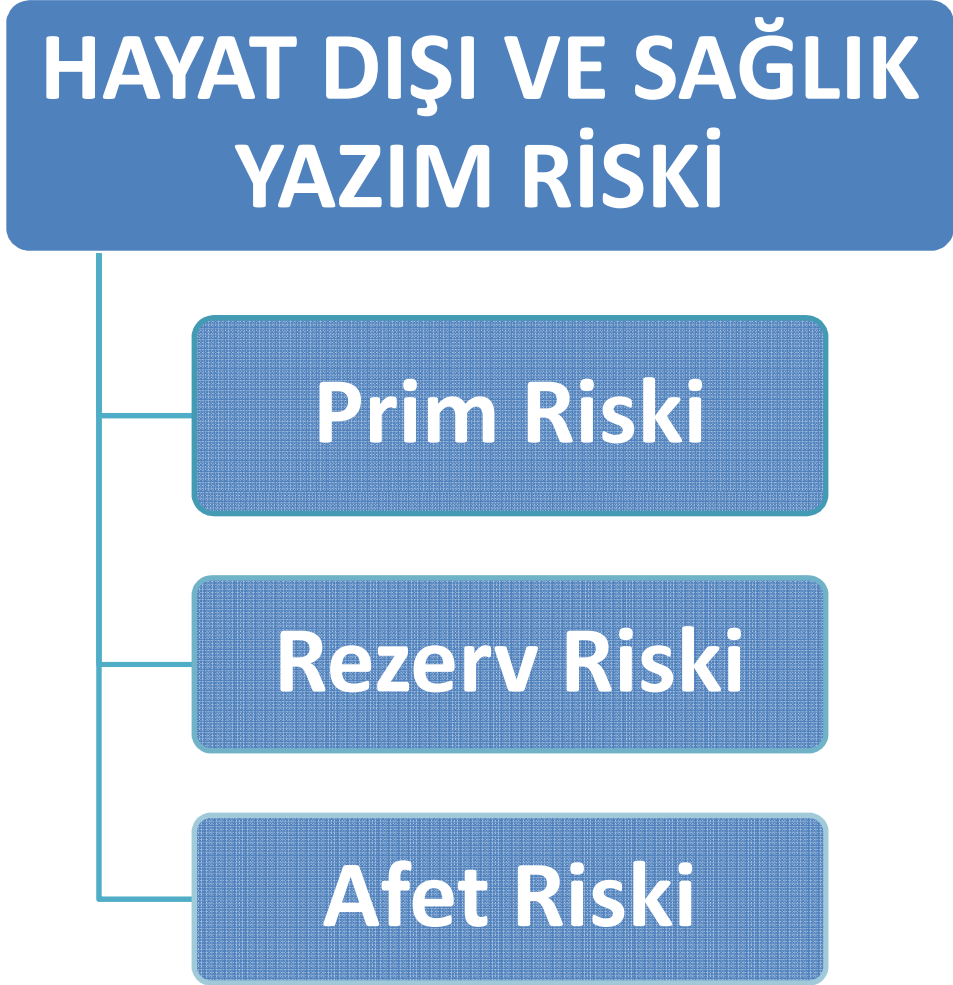 HAYAT DIŞI VE SAĞLIK
YAZIM RİSKİ
Prim Riski
Rezerv Riski
Afet Riski